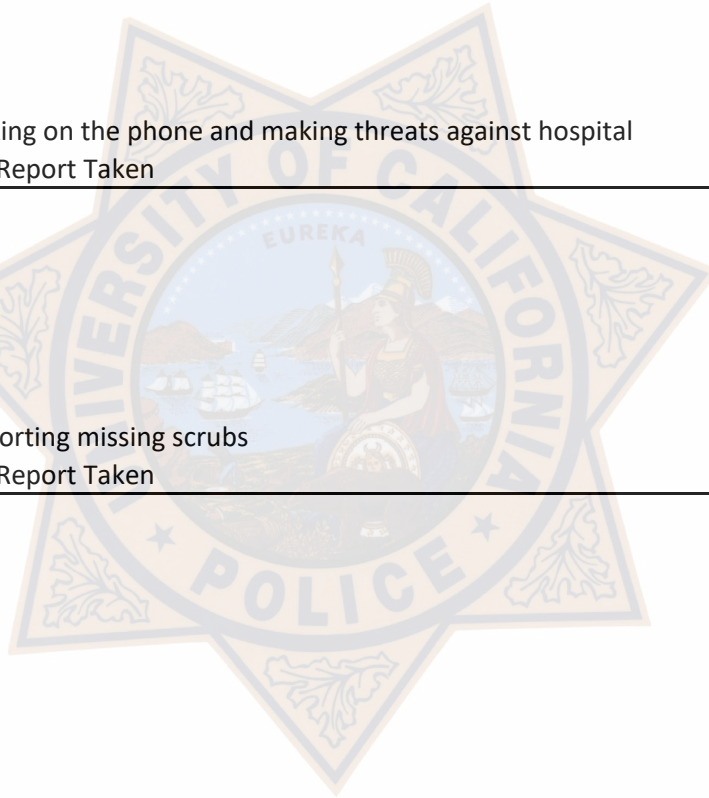 ing on the phone and making threats against hospital
Report Taken
orting missing scrubs
Report Taken
UNIVERSITY OF CALIFORNIA
EUREKA
POLICE